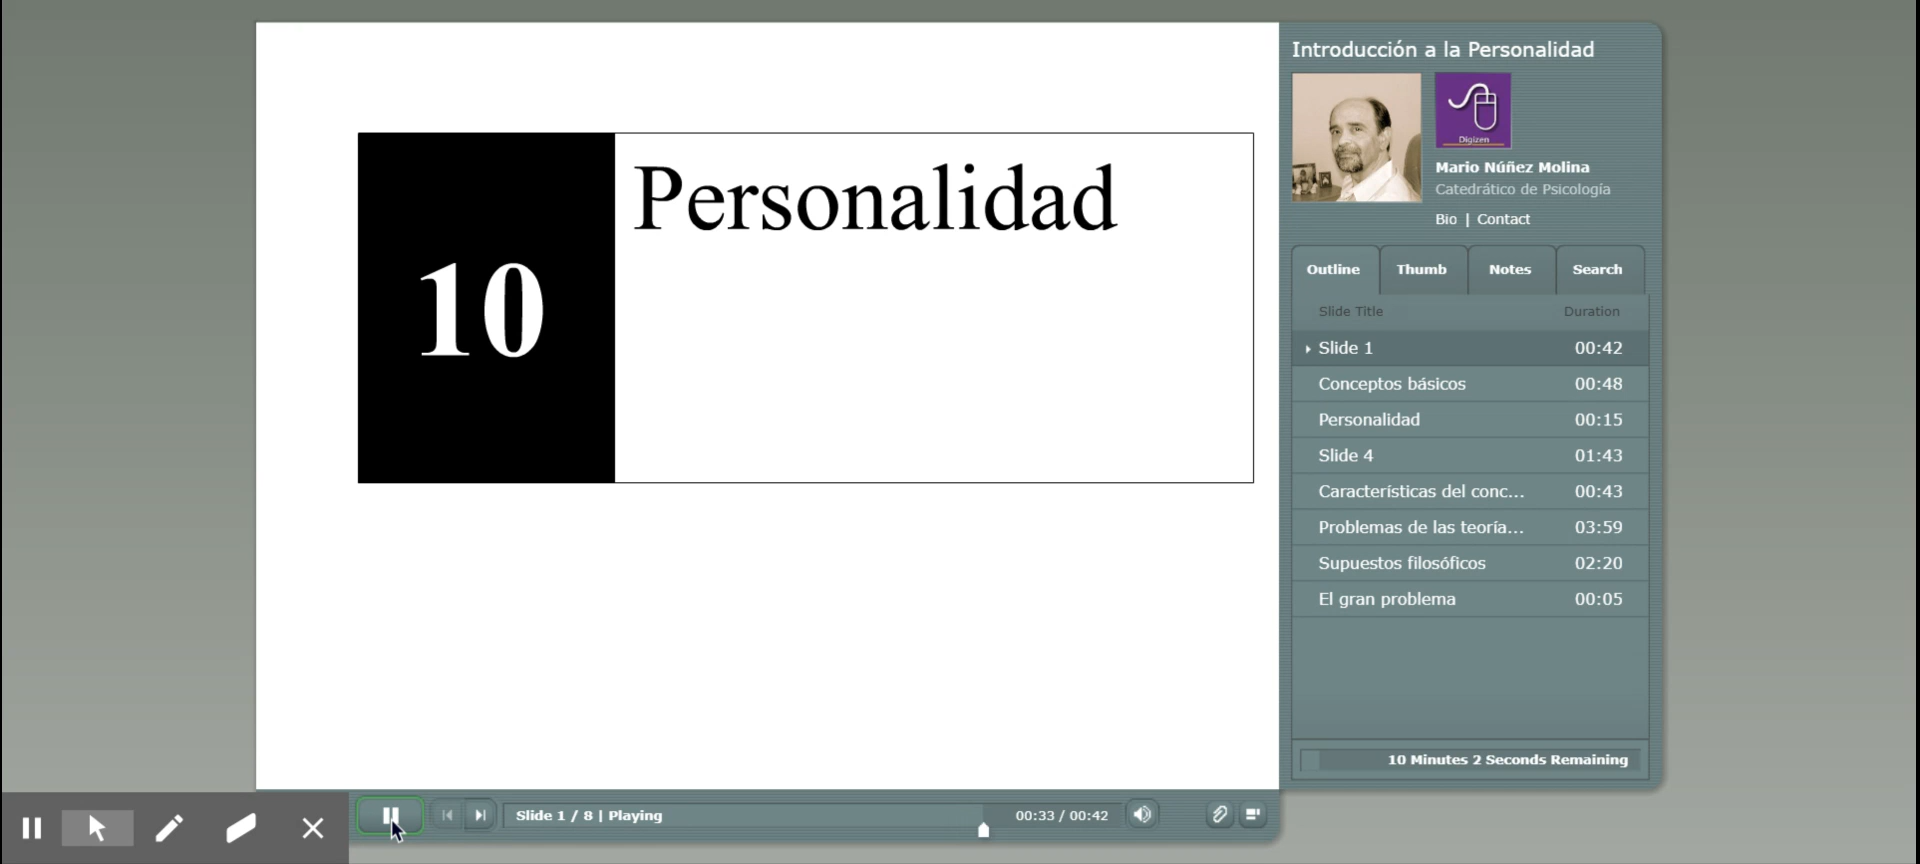 10
Personalidad
Introducción a la Personalidad
Digizen
Mario Núñez Molina
Catedrático de Psicología
Bio | Contact
Outline Thumb Notes Search
Slide Title Duration
Slide 1 00:42
Conceptos básicos 00:48
Personalidad 00:15
Slide 4 01:43
Características del conc... 00:43
Problemas de las teoría... 03:59
Supuestos filosóficos 02:20
El gran problema 00:05
10 Minutes 2 Seconds Remaining
Slide 1 / 8 | Playing 00:33 / 00:42